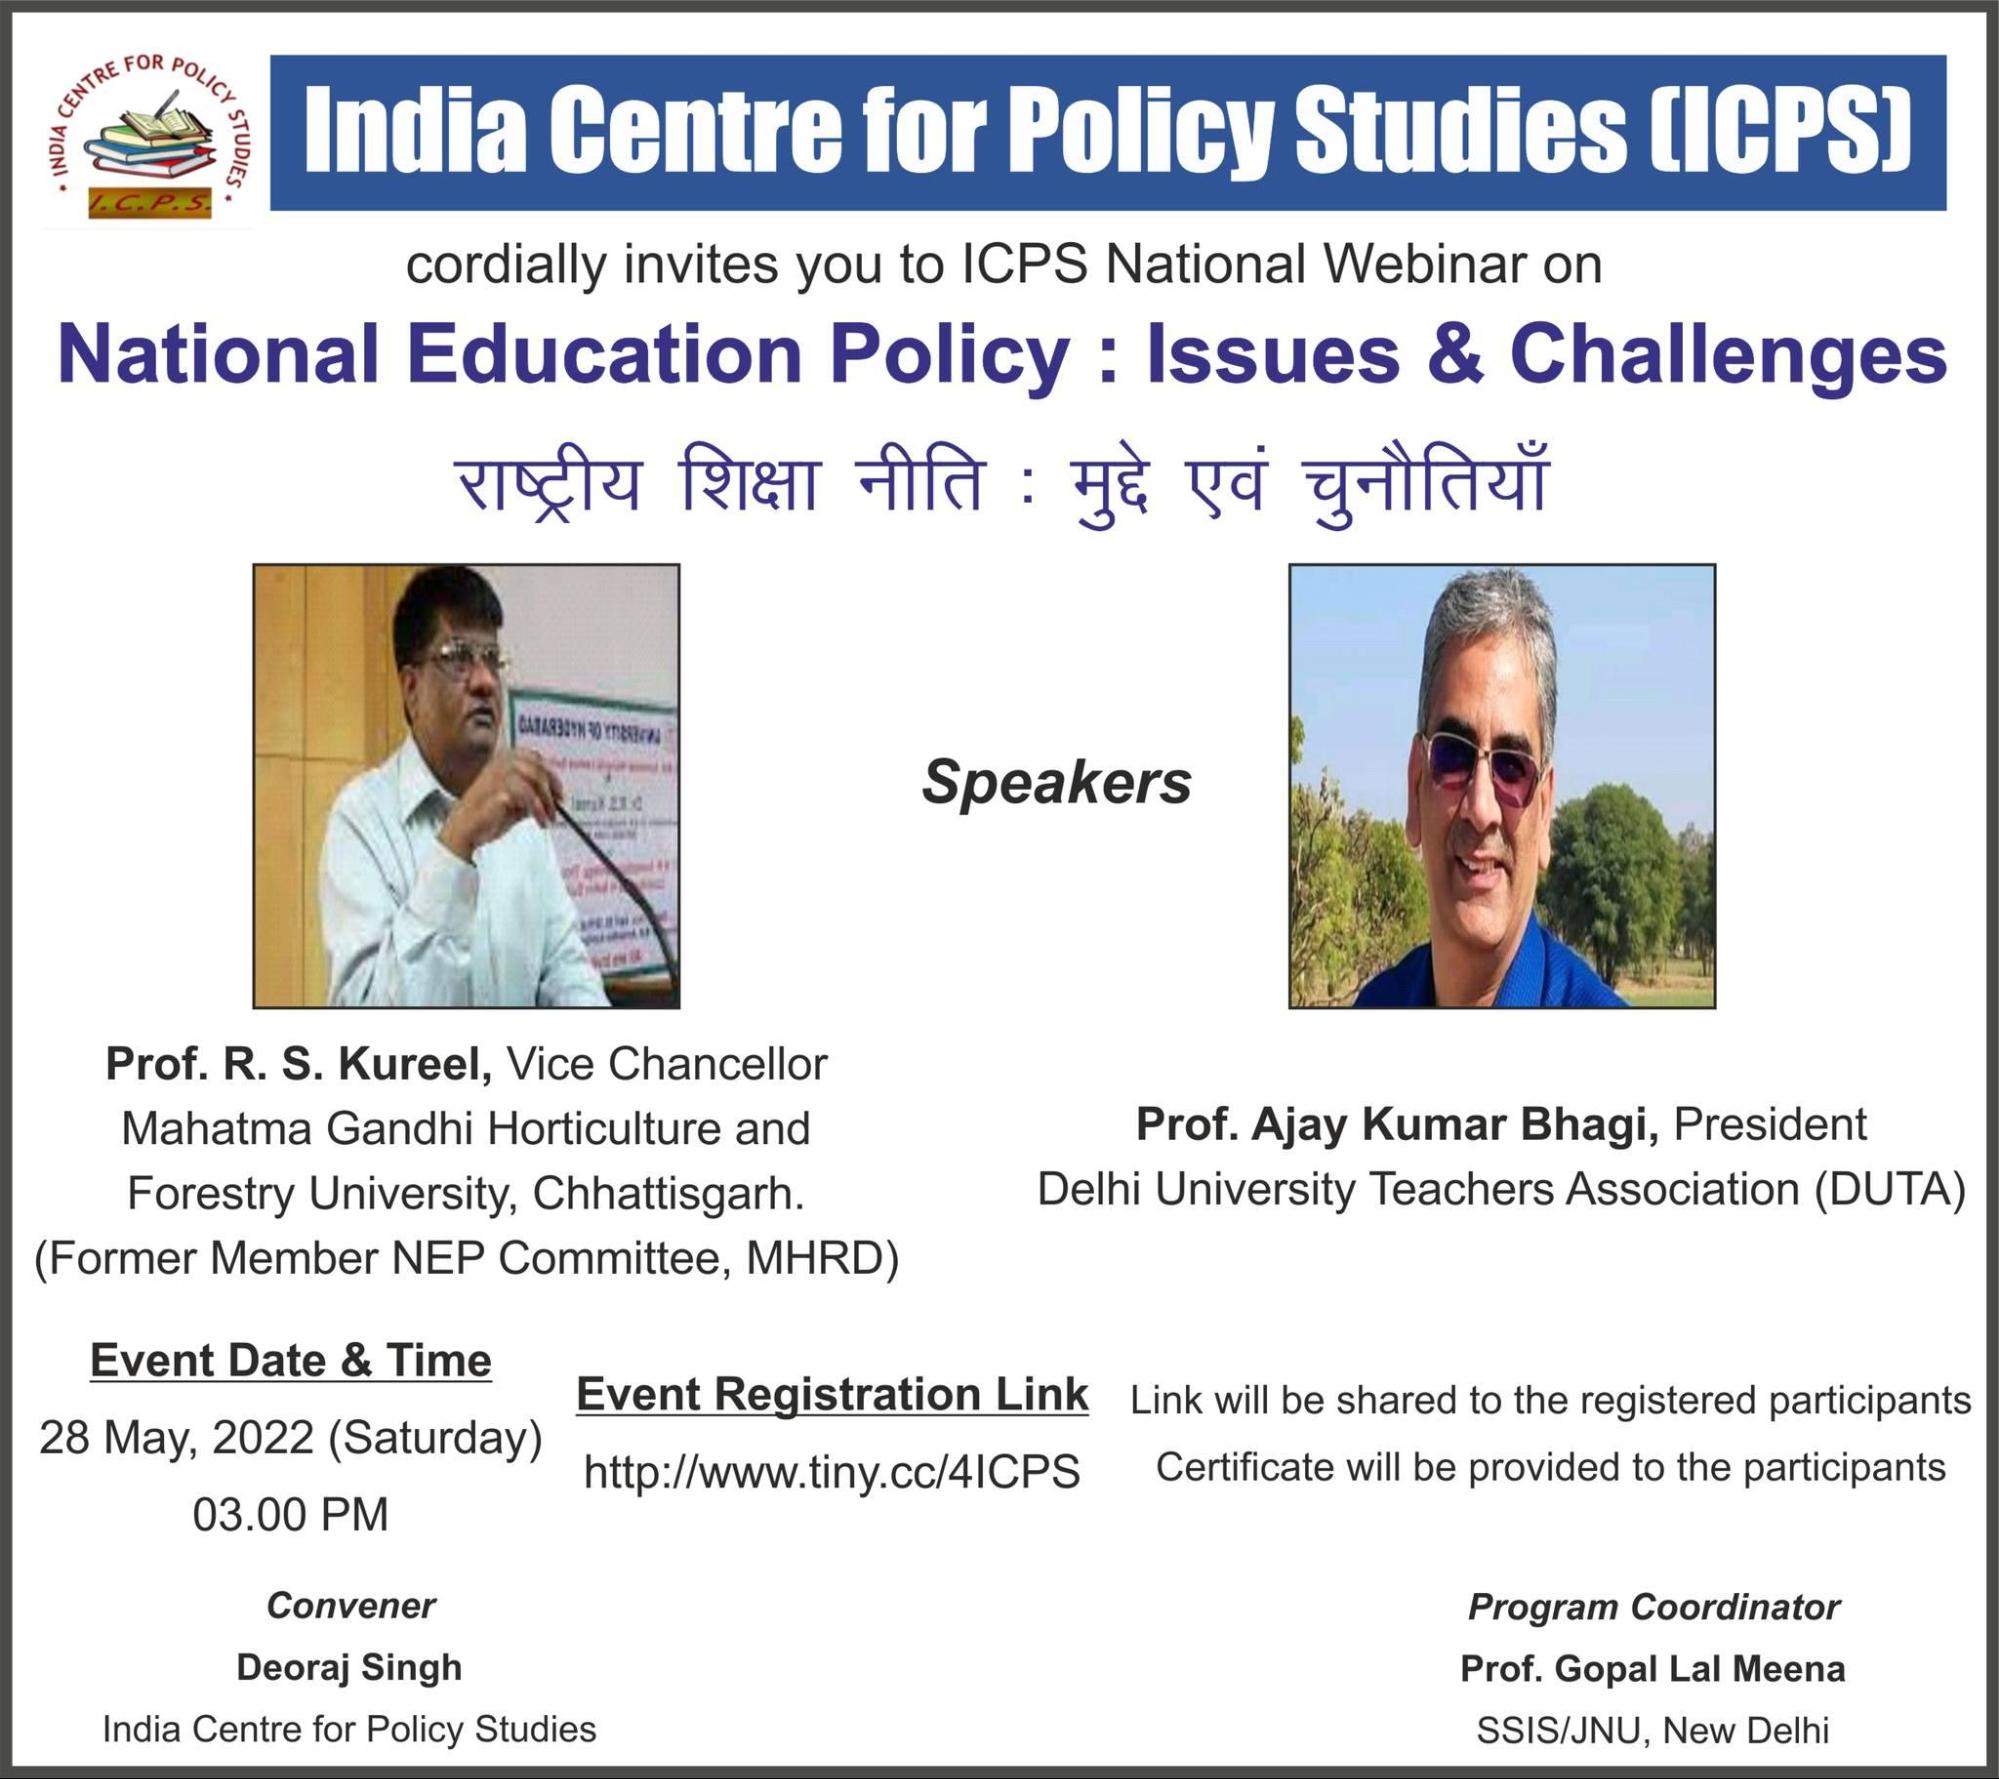 INDIA CENTRE FOR POLICY STUDIES
I.C.P.S.
India Centre for Policy Studies (ICPS)
cordially invites you to ICPS National Webinar on
National Education Policy : Issues & Challenges
राष्ट्रीय शिक्षा नीति : मुद्दे एवं चुनौतियाँ
UNIVERSITY OF HYDERABAD
Speakers
Prof. R. S. Kureel, Vice Chancellor
Mahatma Gandhi Horticulture and
Forestry University, Chhattisgarh.
(Former Member NEP Committee, MHRD)
Prof. Ajay Kumar Bhagi, President
Delhi University Teachers Association (DUTA)
Event Date & Time
28 May, 2022 (Saturday)
03.00 PM
Event Registration Link
http://www.tiny.cc/4ICPS
Link will be shared to the registered participants
Certificate will be provided to the participants
Convener
Deoraj Singh
India Centre for Policy Studies
Program Coordinator
Prof. Gopal Lal Meena
SSIS/JNU, New Delhi